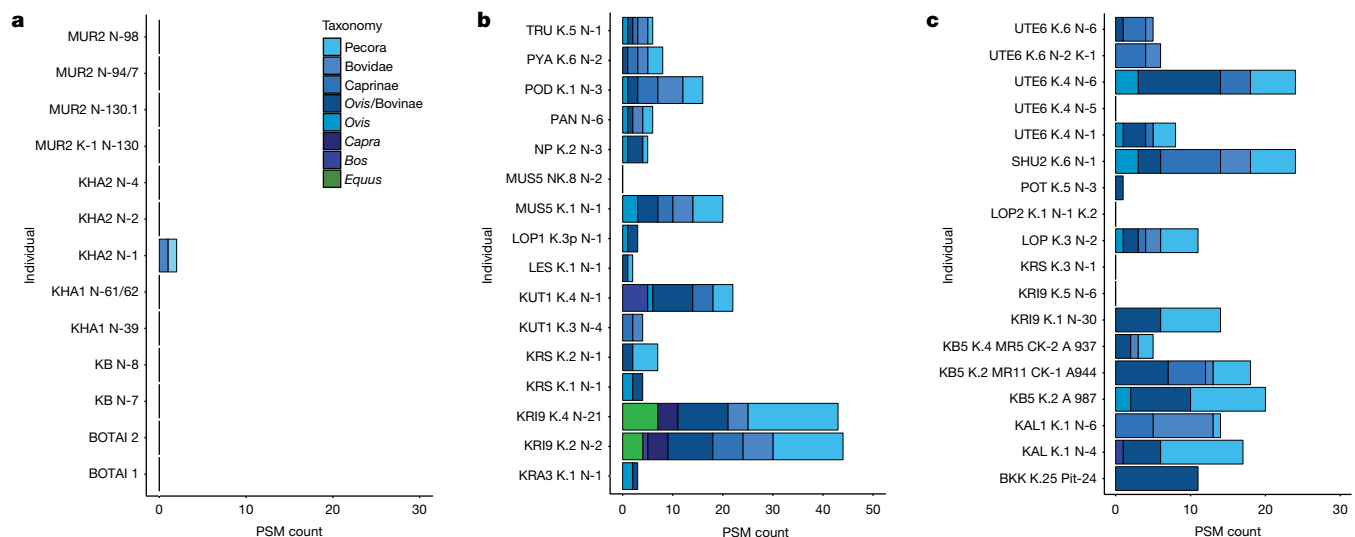 a
Individual
MUR2 N-98
MUR2 N-94/7
MUR2 N-130.1
MUR2 K-1 N-130
KHA2 N-4
KHA2 N-2
KHA2 N-1
KHA1 N-61/62
KHA1 N-39
KB N-8
KB N-7
BOTAI 2
BOTAI 1
0 10 20 30
PSM count
Taxonomy
Pecora
Bovidae
Caprinae
Ovis/Bovinae
Ovis
Capra
Bos
Equus
b
Individual
TRU K.5 N-1
PYA K.6 N-2
POD K.1 N-3
PAN N-6
NP K.2 N-3
MUS5 NK.8 N-2
MUS5 K.1 N-1
LOP1 K.3p N-1
LES K.1 N-1
KUT1 K.4 N-1
KUT1 K.3 N-4
KRS K.2 N-1
KRS K.1 N-1
KRI9 K.4 N-21
KRI9 K.2 N-2
KRA3 K.1 N-1
0 10 20 30 40 50
PSM count
c
Individual
UTE6 K.6 N-6
UTE6 K.6 N-2 K-1
UTE6 K.4 N-6
UTE6 K.4 N-5
UTE6 K.4 N-1
SHU2 K.6 N-1
POT K.5 N-3
LOP2 K.1 N-1 K.2
LOP K.3 N-2
KRS K.3 N-1
KRI9 K.5 N-6
KRI9 K.1 N-30
KB5 K.4 MR5 CK-2 A 937
KB5 K.2 MR11 CK-1 A944
KB5 K.2 A 987
KAL1 K.1 N-6
KAL K.1 N-4
BKK K.25 Pit-24
0 10 20 30
PSM count